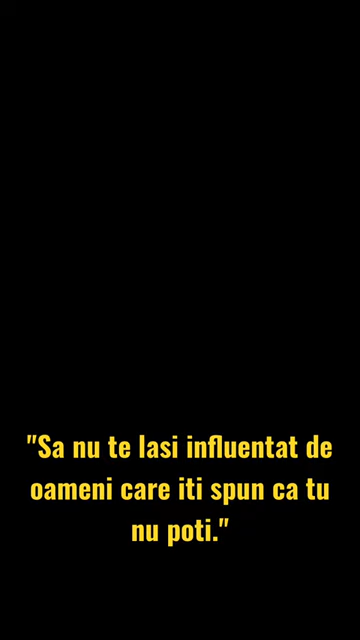 "Sa nu te lasi influentat de
oameni care iti spun ca tu
nu poti."